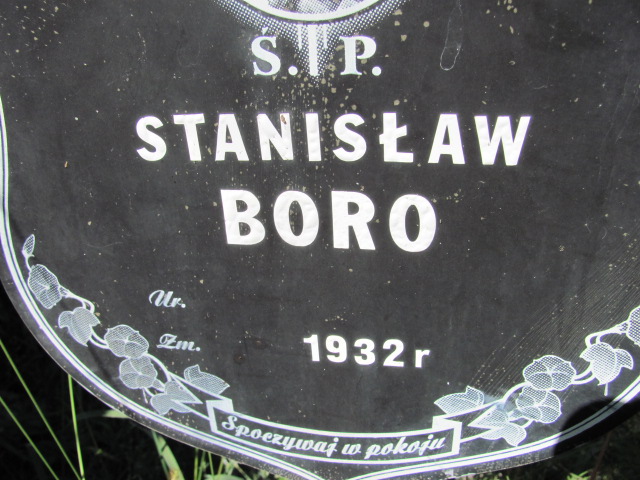 S. P.
STANISŁAW
BORO
Ur.
Zm. 1932 r
Spoczywaj w pokoju